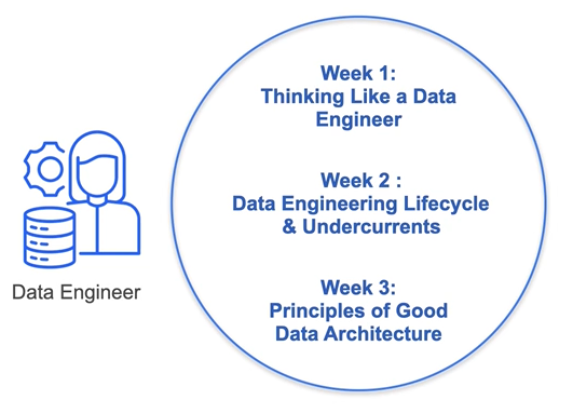 Week 1:
Thinking Like a Data
Engineer
Week 2 :
Data Engineering Lifecycle
& Undercurrents
Week 3:
Principles of Good
Data Architecture
Data Engineer